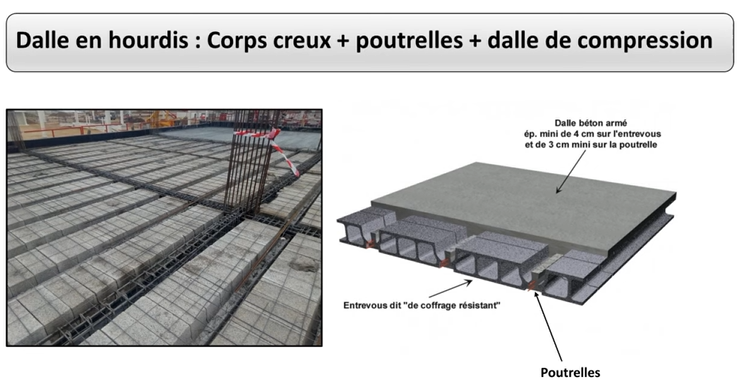 Dalle en hourdis : Corps creux + poutrelles + dalle de compression
Dalle béton armé
ép. mini de 4 cm sur l'entrevous
et de 3 cm mini sur la poutrelle
Entrevous dit "de coffrage résistant"
Poutrelles